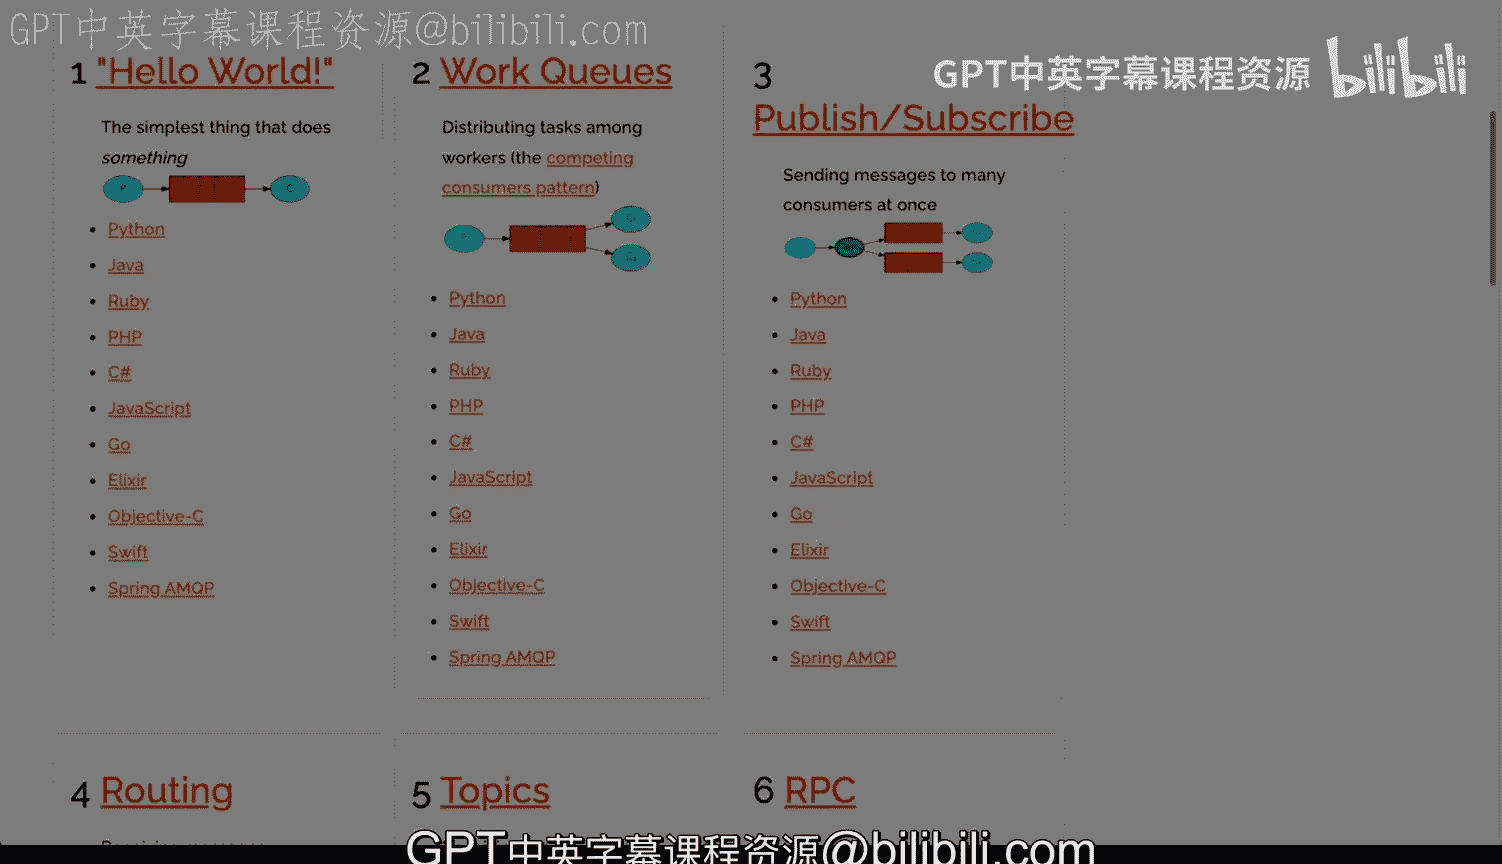 GPT中英字幕课程资源@bilibili.com
GPT中英字幕课程资源 bilibili
1 "Hello World!"
The simplest thing that does
something
P
C
Python
Java
Ruby
PHP
C#
JavaScript
Go
Elixir
Objective-C
Swift
Spring AMQP
2 Work Queues
Distributing tasks among
workers (the competing
consumers pattern)
Python
Java
Ruby
PHP
C#
JavaScript
Go
Elixir
Objective-C
Swift
Spring AMQP
3
Publish/Subscribe
Sending messages to many
consumers at once
Python
Java
Ruby
PHP
C#
JavaScript
Go
Elixir
Objective-C
Swift
Spring AMQP
4 Routing
5 Topics
6 RPC
GPT中英字幕课程资源@bilibili.com